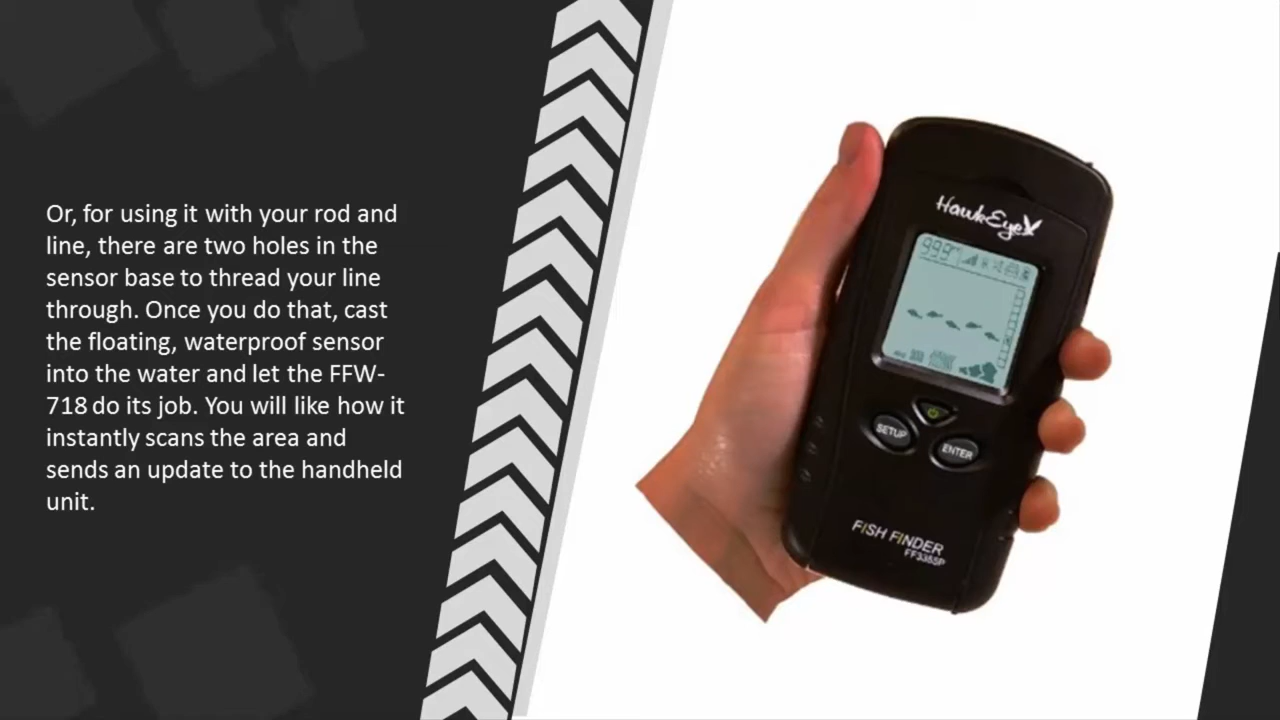 Or, for using it with your rod and
line, there are two holes in the
sensor base to thread your line
through. Once you do that, cast
the floating, waterproof sensor
into the water and let the FFW-
718 do its job. You will like how it
instantly scans the area and
sends an update to the handheld
unit.
HawkEye
999
SETUP
ENTER
FISH FINDER
FF3355P